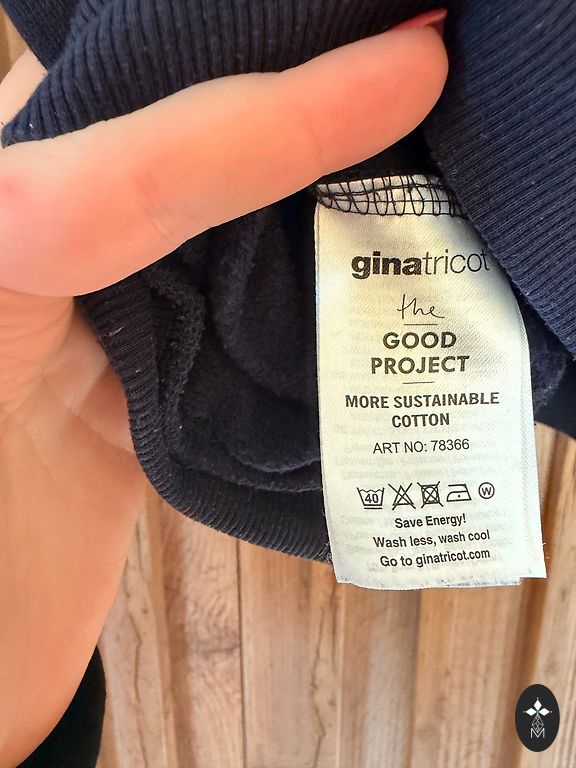 ginatricot
the
GOOD
PROJECT
MORE SUSTAINABLE
COTTON
ART NO: 78366
40 W
Save Energy!
Wash less, wash cool
Go to ginatricot.com
M